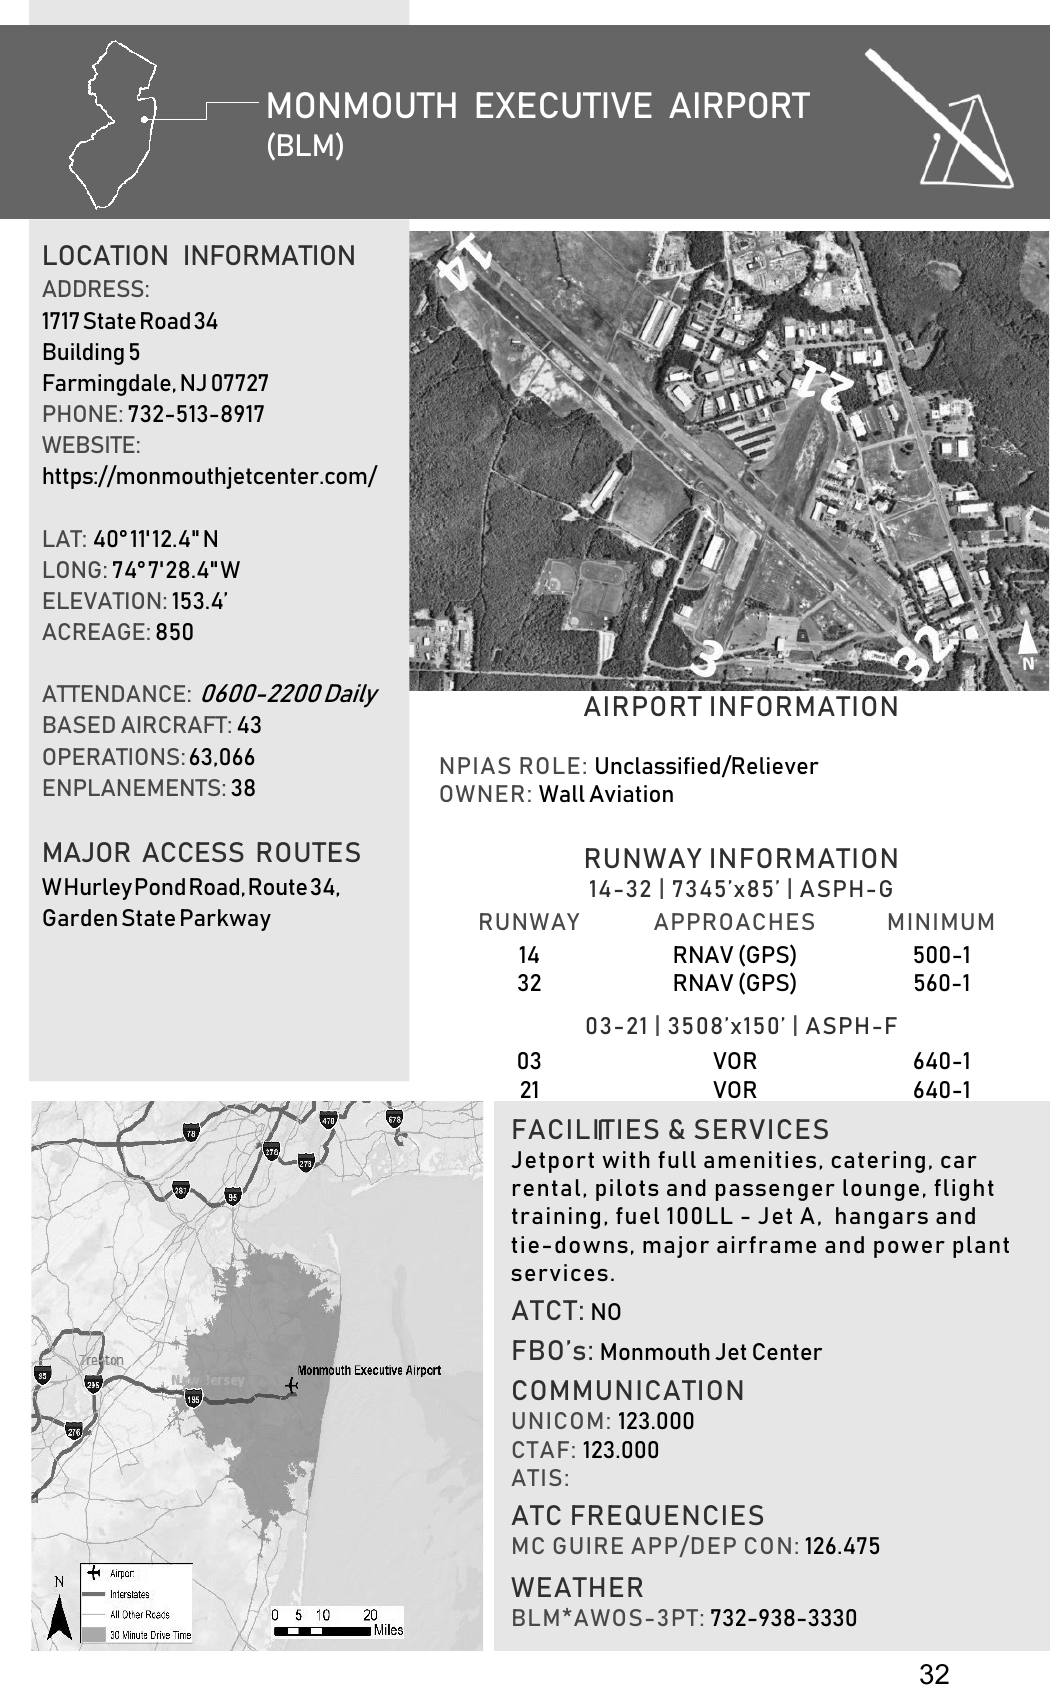 MONMOUTH EXECUTIVE AIRPORT
(BLM)
LOCATION INFORMATION
ADDRESS:
1717 State Road 34
Building 5
Farmingdale, NJ 07727
PHONE: 732-513-8917
WEBSITE:
https://monmouthjetcenter.com/
LAT: 40°11'12.4" N
LONG: 74°7'28.4"W
ELEVATION: 153.4’
ACREAGE: 850
ATTENDANCE: 0600-2200 Daily
BASED AIRCRAFT: 43
OPERATIONS: 63,066
ENPLANEMENTS: 38
MAJOR ACCESS ROUTES
W Hurley Pond Road, Route 34,
Garden State Parkway
14
21
3
32
N
AIRPORT INFORMATION
NPIAS ROLE: Unclassified/Reliever
OWNER: Wall Aviation
RUNWAY INFORMATION
14-32 | 7345’x85’ | ASPH-G
RUNWAY APPROACHES MINIMUM
14 RNAV (GPS) 500-1
32 RNAV (GPS) 560-1
03-21 | 3508’x150’ | ASPH-F
03 VOR 640-1
21 VOR 640-1
78
478
678
278
278
287
95
Trenton
New Jersey
Monmouth Executive Airport
95
295
195
276
N
Airport
Interstates
All Other Roads
30 Minute Drive Time
0 5 10 20
Miles
FACILITIES & SERVICES
Jetport with full amenities, catering, car
rental, pilots and passenger lounge, flight
training, fuel 100LL - Jet A, hangars and
tie-downs, major airframe and power plant
services.
ATCT: NO
FBO’s: Monmouth Jet Center
COMMUNICATION
UNICOM: 123.000
CTAF: 123.000
ATIS:
ATC FREQUENCIES
MC GUIRE APP/DEP CON: 126.475
WEATHER
BLM*AWOS-3PT: 732-938-3330
32